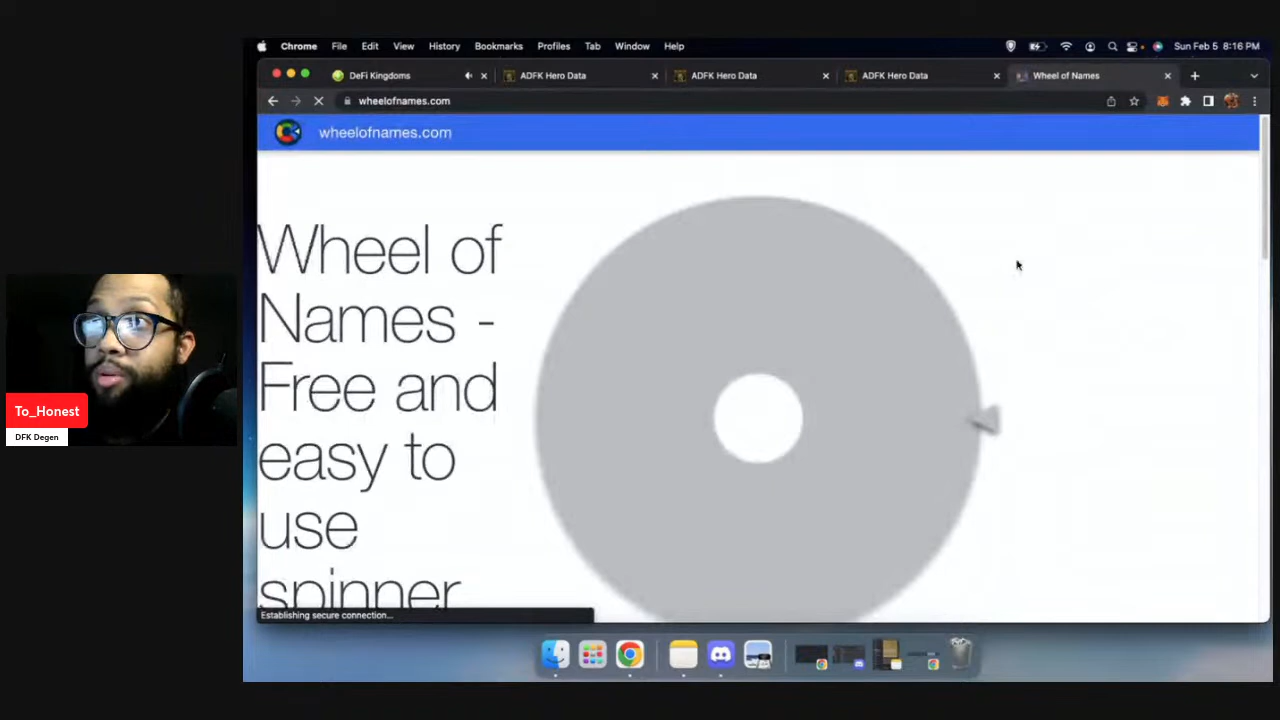 Chrome File Edit View History Bookmarks Profiles Tab Window Help Sun Feb 5 8:16 PM
DeFi Kingdoms ADFK Hero Data ADFK Hero Data ADFK Hero Data Wheel of Names
wheelofnames.com
wheelofnames.com
Wheel of
Names -
Free and
easy to
use
spinner
Establishing secure connection...
To_Honest
DFK Degen